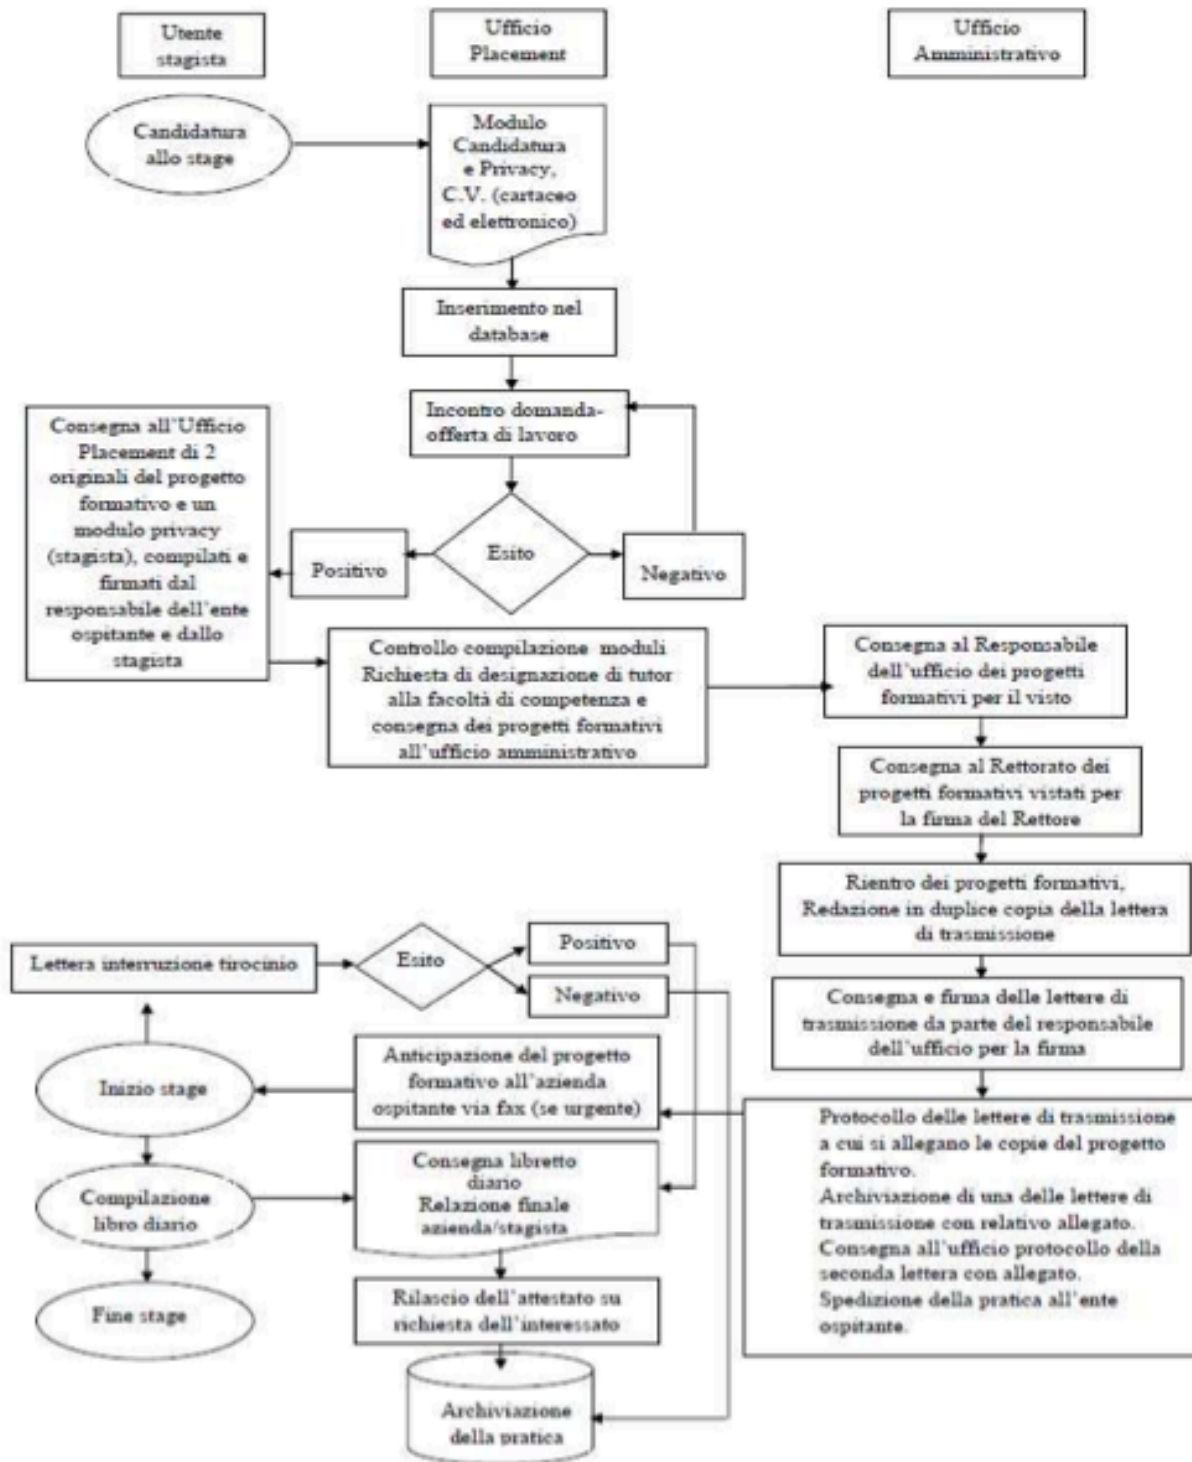 Utente
stagista
Ufficio
Placement
Ufficio
Amministrativo
Candidatura
allo stage
Modulo
Candidatura
e Privacy,
C.V. (cartaceo
ed elettronico)
Inserimento nel
database
Incontro domanda-
offerta di lavoro
Esito
Positivo
Negativo
Consegna all'Ufficio
Placement di 2
originali del progetto
formativo e un
modulo privacy
(stagista), compilati e
firmati dal
responsabile dell'ente
ospitante e dallo
stagista
Controllo compilazione moduli
Richiesta di designazione di tutor
alla facoltà di competenza e
consegna dei progetti formativi
all'ufficio amministrativo
Consegna al Responsabile
dell'ufficio dei progetti
formativi per il visto
Consegna al Rettorato dei
progetti formativi vistati per
la firma del Rettore
Rientro dei progetti formativi,
Redazione in duplice copia della lettera
di trasmissione
Consegna e firma delle lettere di
trasmissione da parte del responsabile
dell'ufficio per la firma
Protocollo delle lettere di trasmissione
a cui si allegano le copie del progetto
formativo.
Archiviazione di una delle lettere di
trasmissione con relativo allegato.
Consegna all'ufficio protocollo della
seconda lettera con allegato.
Spedizione della pratica all'ente
ospitante.
Lettera interruzione tirocinio
Esito
Positivo
Negativo
Anticipazione del progetto
formativo all'azienda
ospitante via fax (se urgente)
Inizio stage
Compilazione
libro diario
Fine stage
Consegna libretto
diario
Relazione finale
azienda/stagista
Rilascio dell'attestato su
richiesta dell'interessato
Archiviazione
della pratica